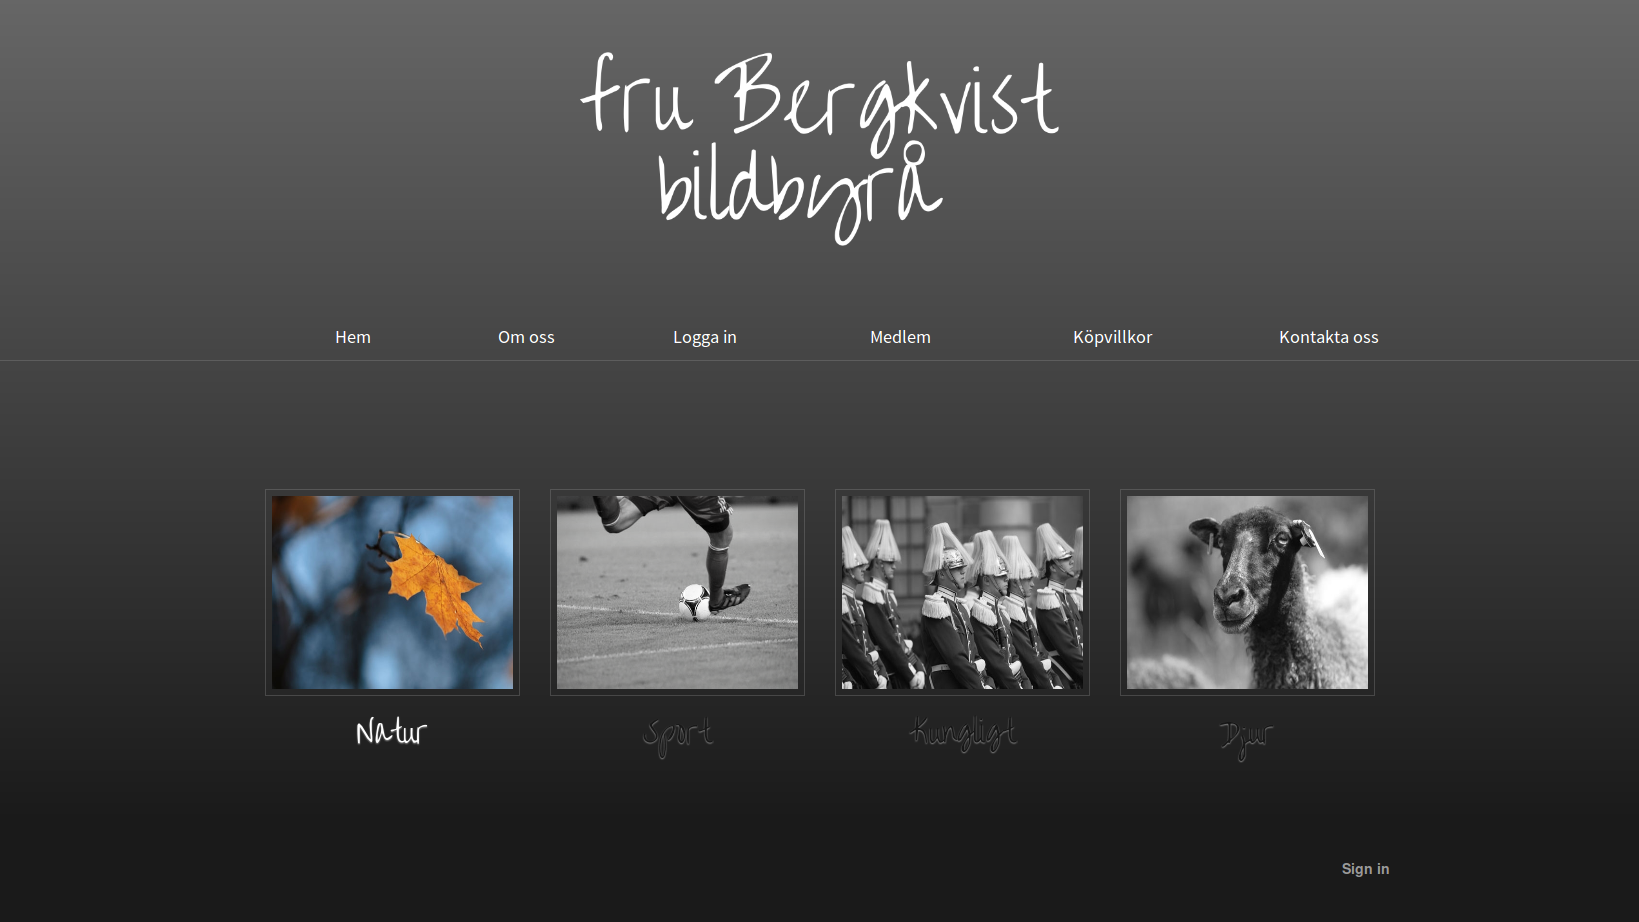 fru Bergkvist
bildbyrå
Hem Om oss Logga in Medlem Köpvillkor Kontakta oss
Natur Sport Kungligt Djur
Sign in